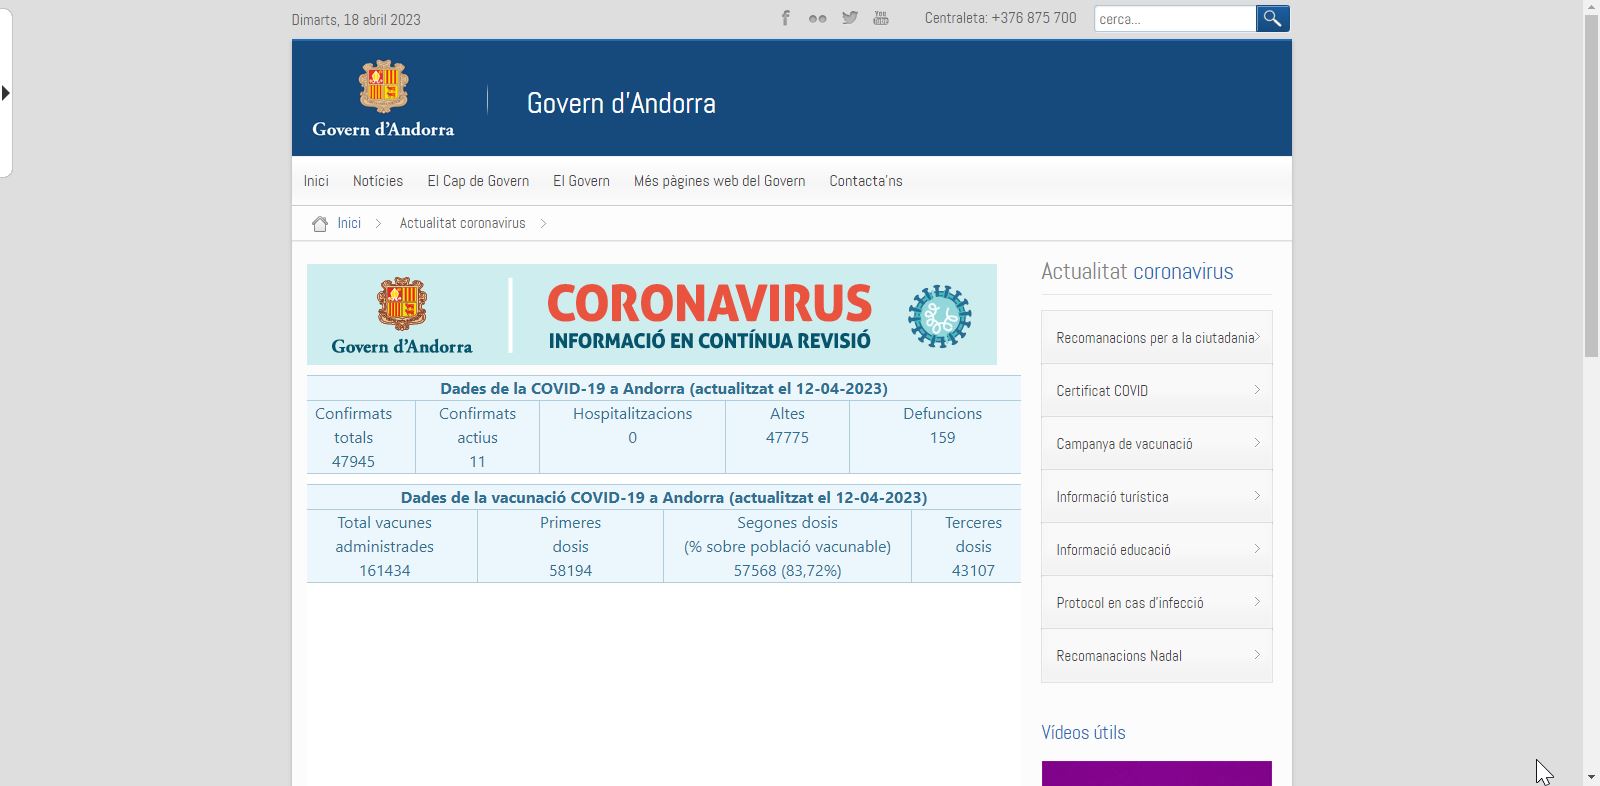 Dimarts, 18 abril 2023
You
Tube
Centraleta: +376 875 700
cerca...
Govern d'Andorra
Govern d'Andorra
Inici
Notícies
El Cap de Govern
El Govern
Més pàgines web del Govern
Contacta'ns
Inici
Actualitat coronavirus
Govern d'Andorra
CORONAVIRUS
INFORMACIÓ EN CONTÍNUA REVISIÓ
Dades de la COVID-19 a Andorra (actualitzat el 12-04-2023)
Confirmats
totals
47945
Confirmats
actius
11
Hospitalitzacions
0
Altes
47775
Defuncions
159
Dades de la vacunació COVID-19 a Andorra (actualitzat el 12-04-2023)
Total vacunes
administrades
161434
Primeres
dosis
58194
Segones dosis
(% sobre població vacunable)
57568 (83,72%)
Terceres
dosis
43107
Actualitat coronavirus
Recomanacions per a la ciutadania
Certificat COVID
Campanya de vacunació
Informació turística
Informació educació
Protocol en cas d'infecció
Recomanacions Nadal
Vídeos útils